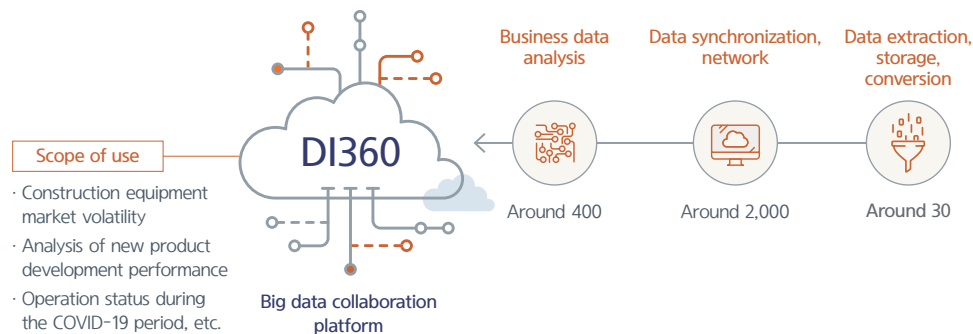 Business data
analysis
Data synchronization,
network
Data extraction,
storage,
conversion
DI360
Scope of use
· Construction equipment
market volatility
· Analysis of new product
development performance
· Operation status during
the COVID-19 period, etc.
Around 400
Around 2,000
Around 30
Big data collaboration
platform